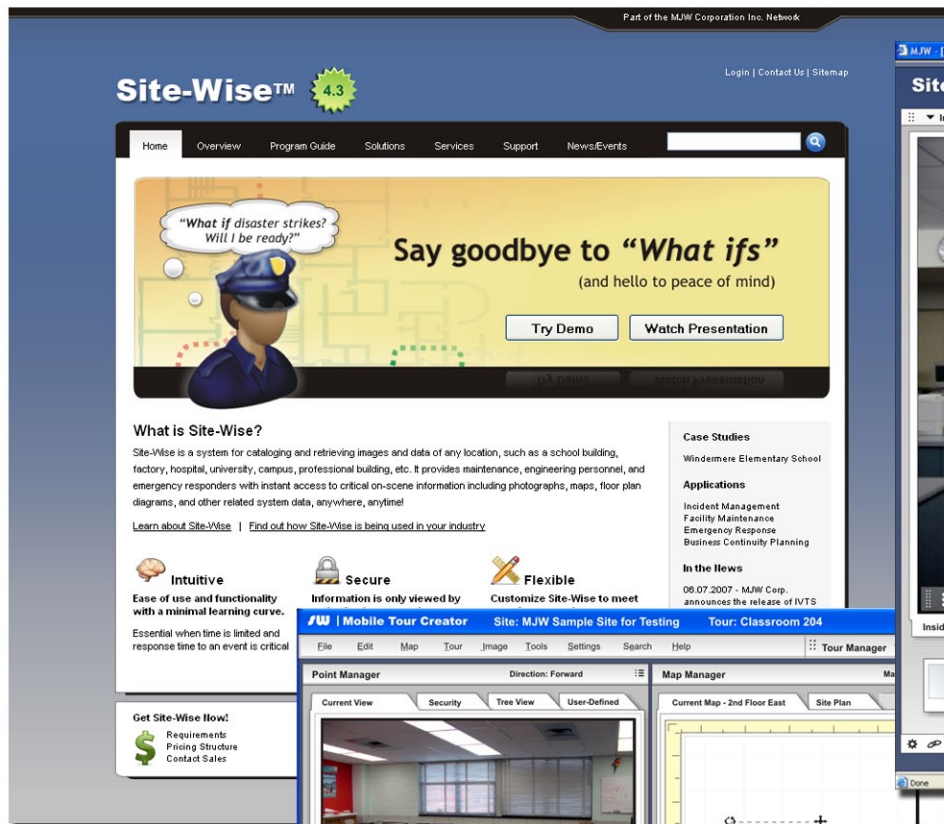 Part of the MJW Corporation Inc. Network
Login | Contact Us | Sitemap
Site-Wise™ 4.3
Home Overview Program Guide Solutions Services Support News/Events
“What if disaster strikes?
Will I be ready?”
Say goodbye to “What ifs”
(and hello to peace of mind)
Try Demo Watch Presentation
What is Site-Wise?
Site-Wise is a system for cataloging and retrieving images and data of any location, such as a school building,
factory, hospital, university, campus, professional building, etc. It provides maintenance, engineering personnel, and
emergency responders with instant access to critical on-scene information including photographs, maps, floor plan
diagrams, and other related system data, anywhere, anytime!
Learn about Site-Wise | Find out how Site-Wise is being used in your industry
Case Studies
Windermere Elementary School
Applications
Incident Management
Facility Maintenance
Emergency Response
Business Continuity Planning
In the News
06.07.2007 - MJW Corp.
announces the release of IVTS
Intuitive
Ease of use and functionality
with a minimal learning curve.
Essential when time is limited and
response time to an event is critical
Secure
Information is only viewed by
Flexible
Customize Site-Wise to meet
Get Site-Wise Now!
Requirements
Pricing Structure
Contact Sales
MJW - [
Site
Insid
Done
JW | Mobile Tour Creator Site: MJW Sample Site for Testing Tour: Classroom 204
File Edit Map Tour Image Tools Settings Search Help Tour Manager
Point Manager Direction: Forward Map Manager Ma
Current View Security Tree View User-Defined Current Map - 2nd Floor East Site Plan